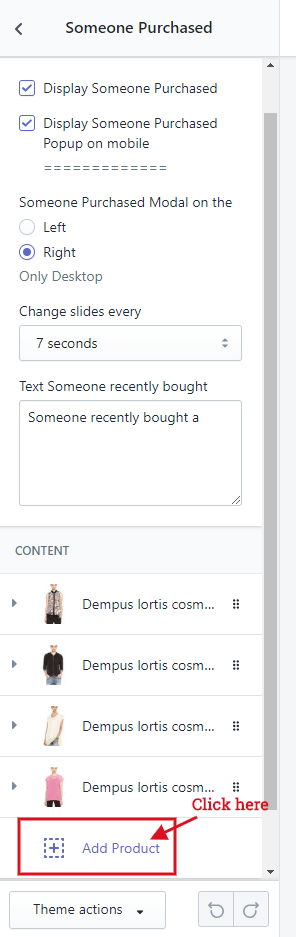 Someone Purchased
Display Someone Purchased
Display Someone Purchased
Popup on mobile
=============
Someone Purchased Modal on the
Left
Right
Only Desktop
Change slides every
7 seconds
Text Someone recently bought
Someone recently bought a
CONTENT
Dempus lortis cosm...
Dempus lortis cosm...
Dempus lortis cosm...
Dempus lortis cosm...
Click here
Add Product
Theme actions